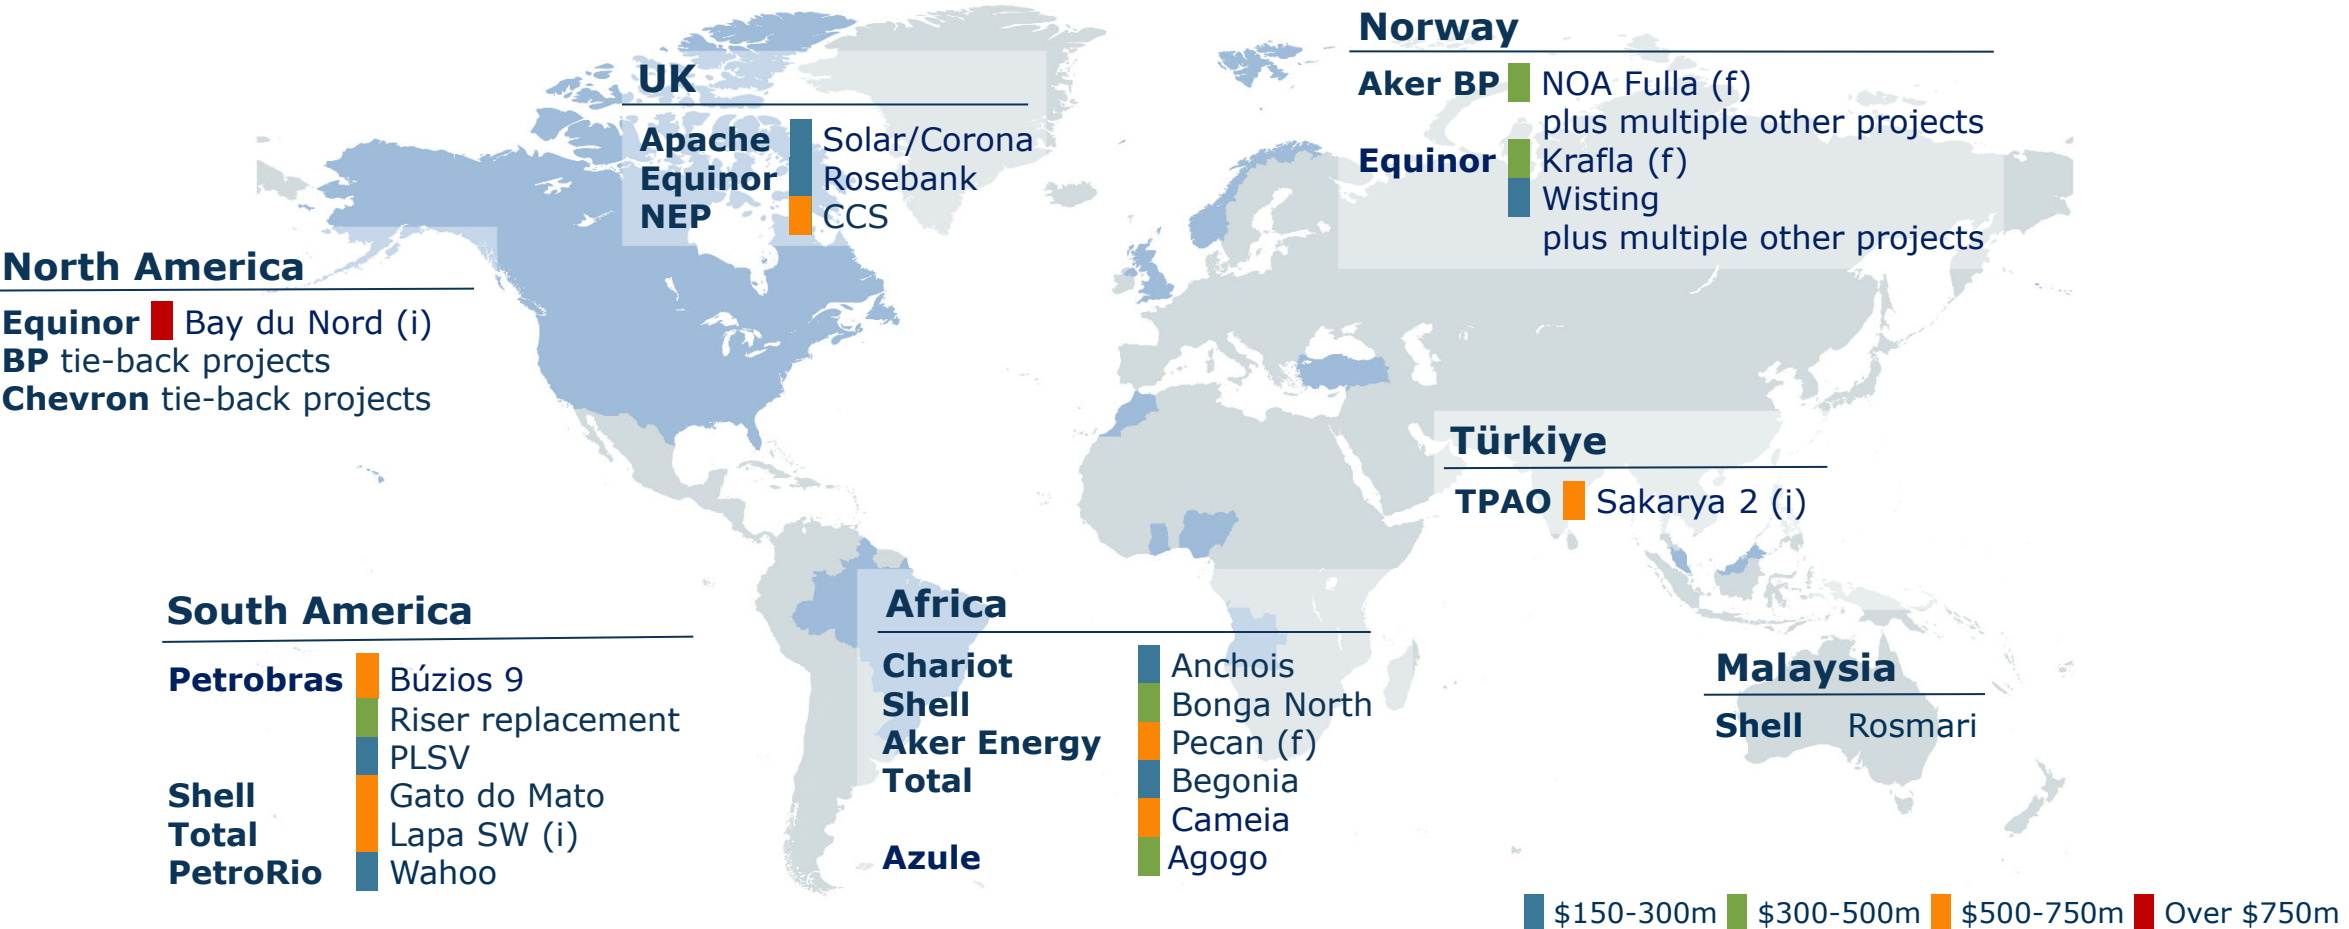 UK
Apache Solar/Corona
Equinor Rosebank
NEP CCS
Norway
Aker BP NOA Fulla (f)
plus multiple other projects
Equinor Krafla (f)
Wisting
plus multiple other projects
North America
Equinor Bay du Nord (i)
BP tie-back projects
Chevron tie-back projects
Türkiye
TPAO Sakarya 2 (i)
South America
Petrobras Búzios 9
Riser replacement
PLSV
Shell Gato do Mato
Total Lapa SW (i)
PetroRio Wahoo
Africa
Chariot Anchois
Shell Bonga North
Aker Energy Pecan (f)
Total Begonia
Cameia
Azule Agogo
Malaysia
Shell Rosmari
$150-300m $300-500m $500-750m Over $750m